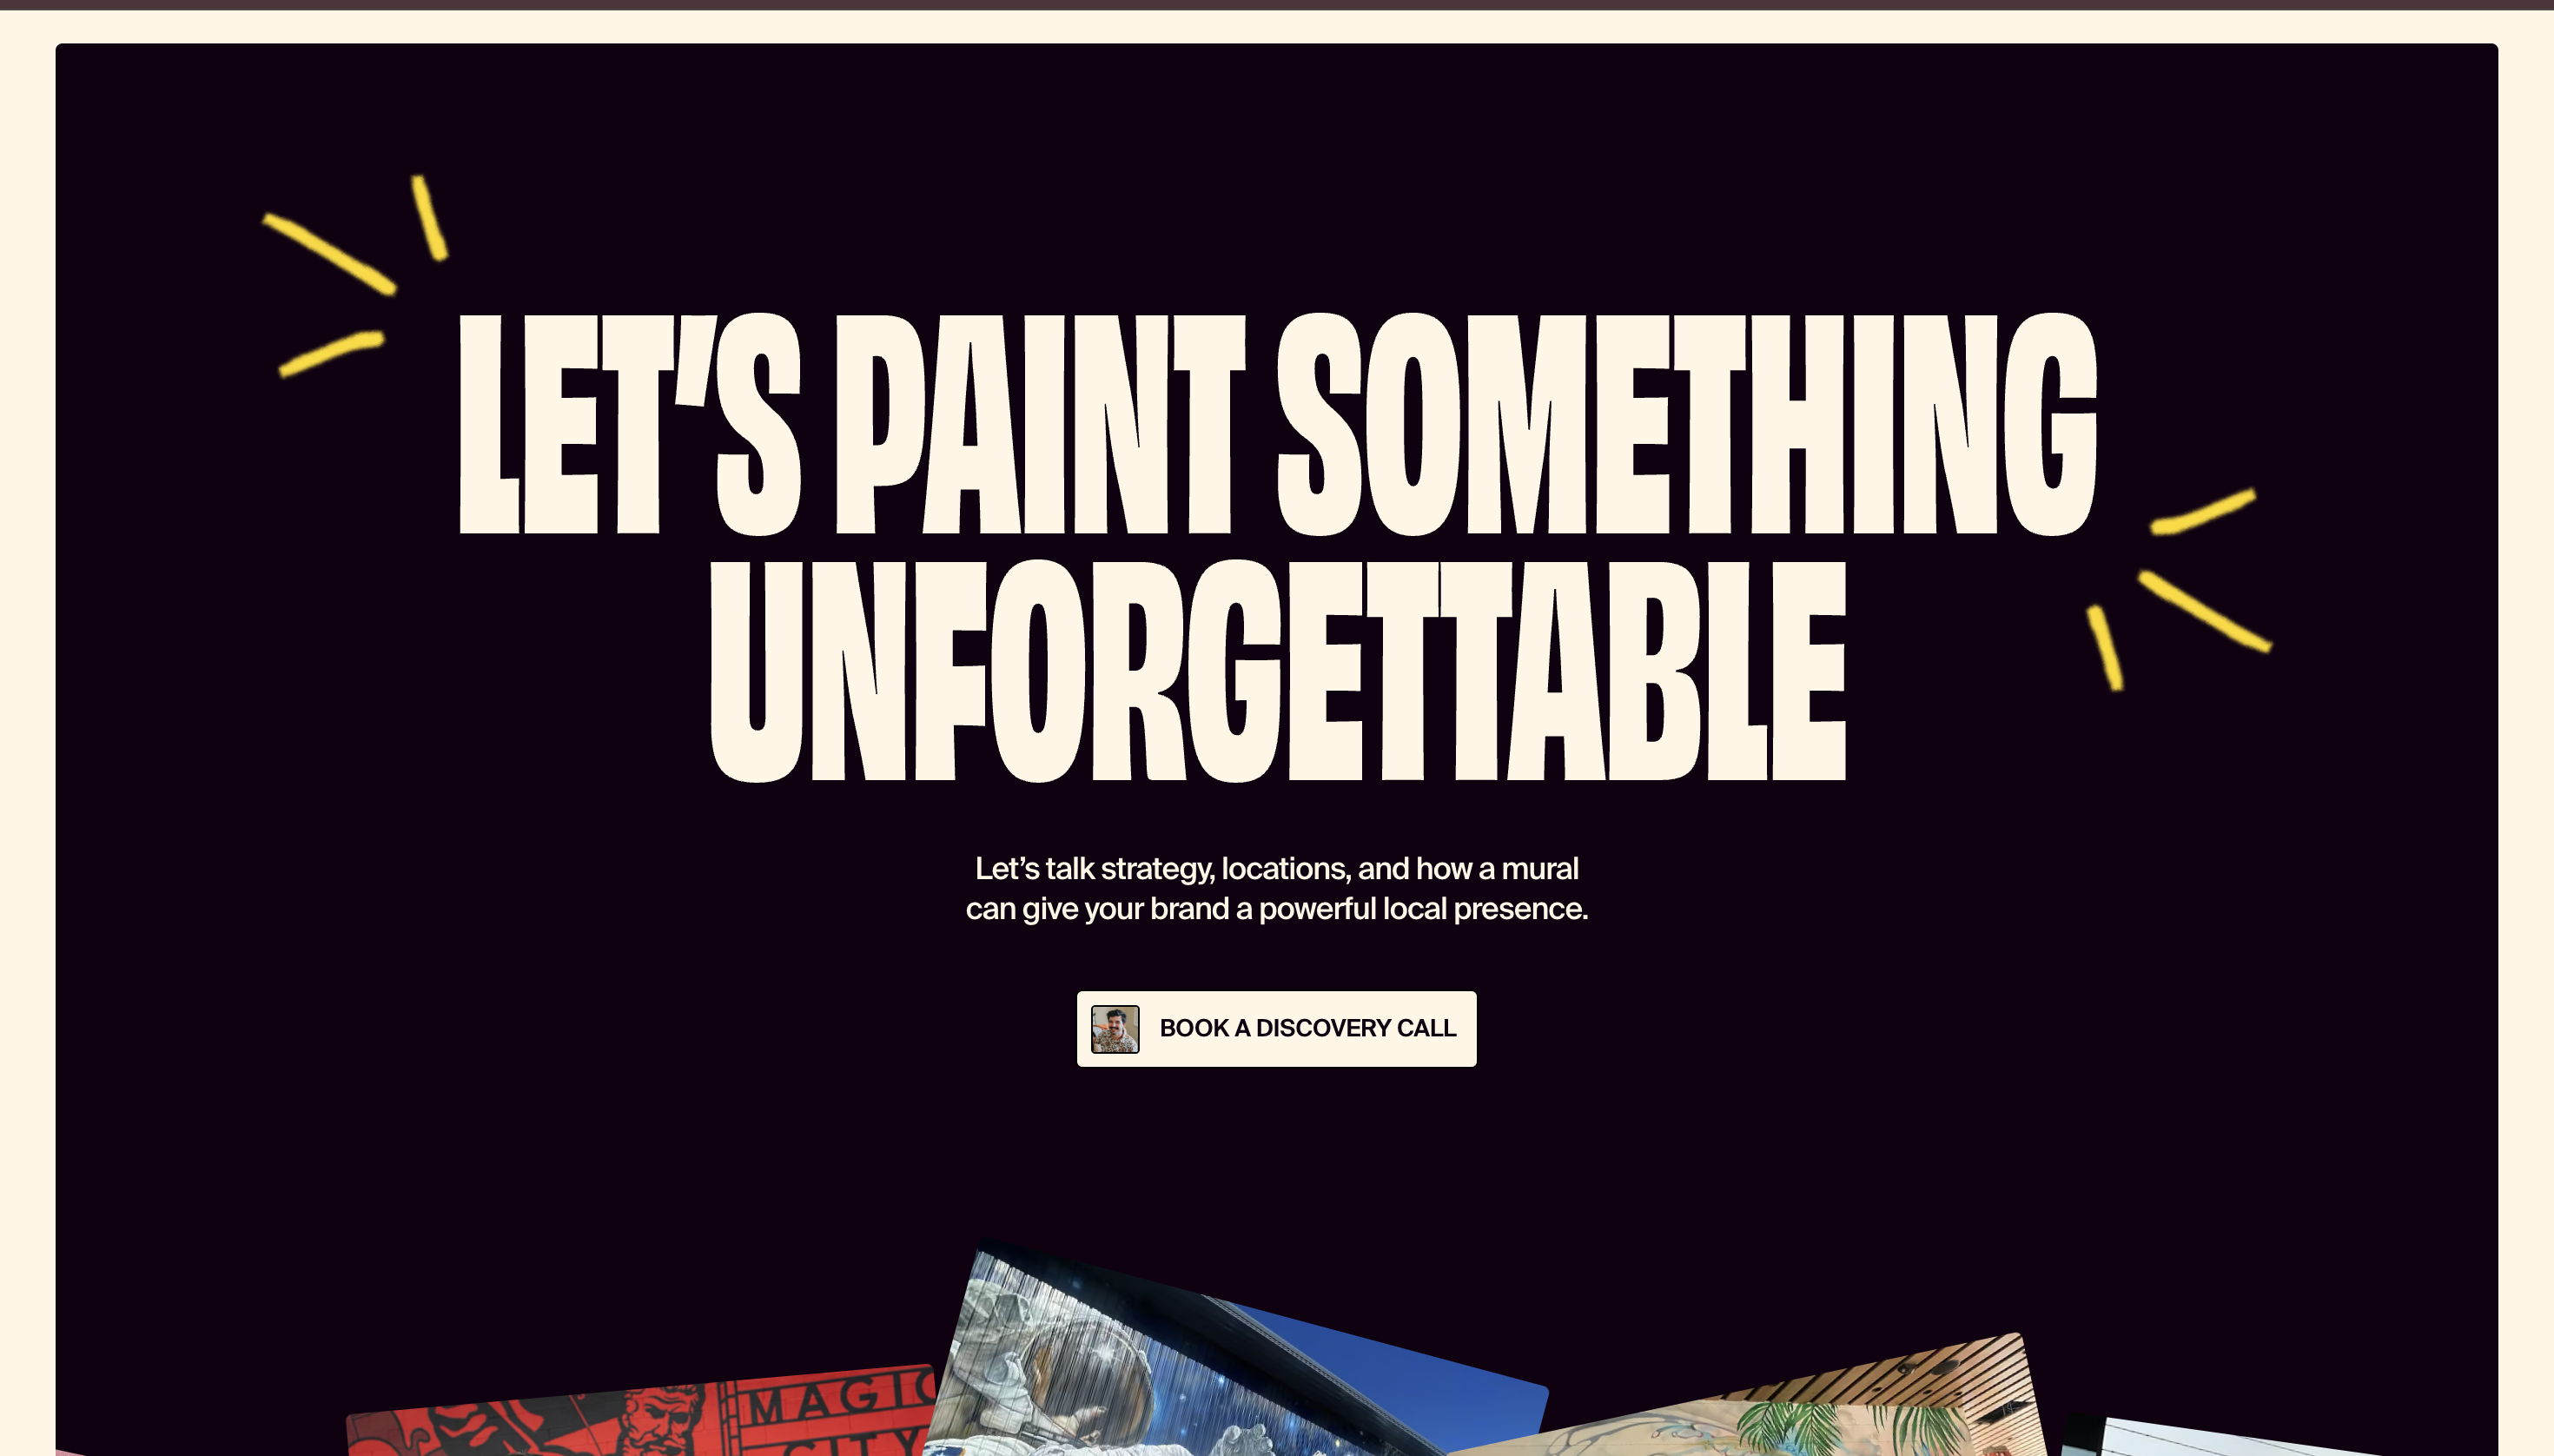 LET’S PAINT SOMETHING
UNFORGETTABLE
Let’s talk strategy, locations, and how a mural
can give your brand a powerful local presence.
BOOK A DISCOVERY CALL
MAGIC
CITY